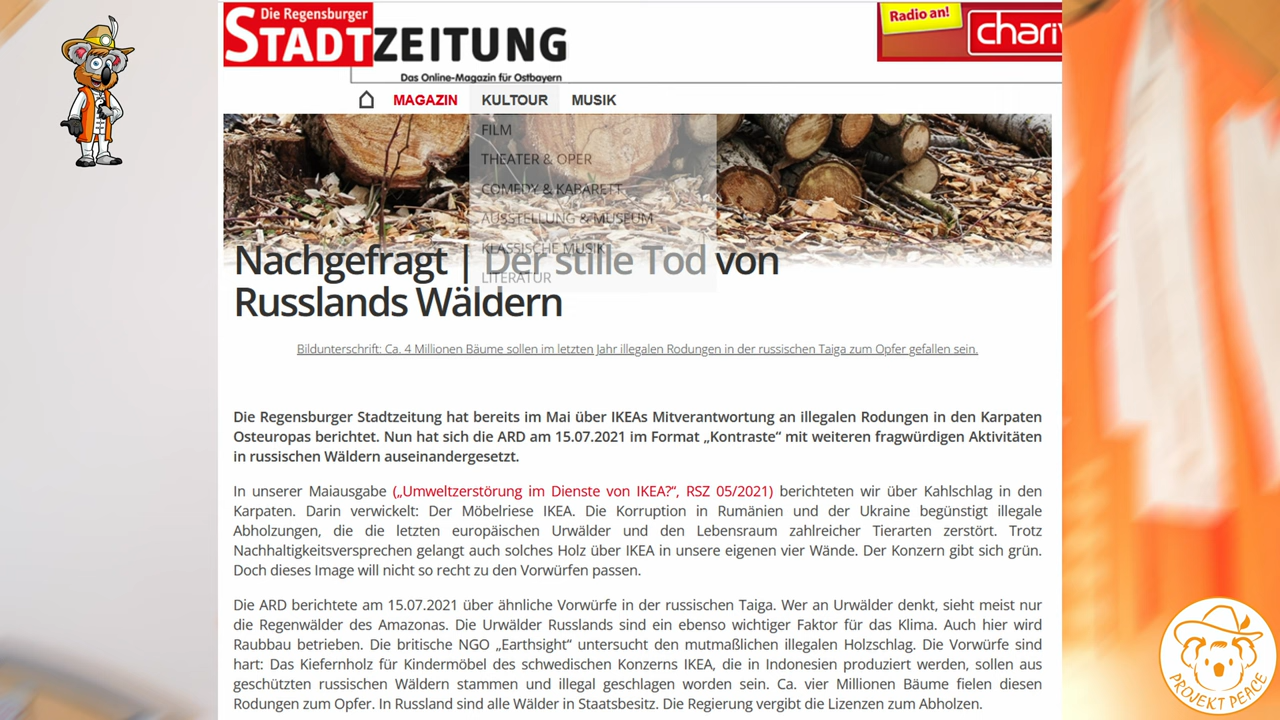 Die Regensburger
STADTZEITUNG
Das Online-Magazin für Ostbayern
Radio an!
MAGAZIN KULTOUR MUSIK
FILM
THEATER & OPER
COMEDY & KABARETT
AUSSTELLUNG & MUSEUM
KLASSISCHE MUSIK
LITERATUR
Nachgefragt | Der stille Tod von
Russlands Wäldern
Bildunterschrift: Ca. 4 Millionen Bäume sollen im letzten Jahr illegalen Rodungen in der russischen Taiga zum Opfer gefallen sein.
Die Regensburger Stadtzeitung hat bereits im Mai über IKEAs Mitverantwortung an illegalen Rodungen in den Karpaten
Osteuropas berichtet. Nun hat sich die ARD am 15.07.2021 im Format „Kontraste“ mit weiteren fragwürdigen Aktivitäten
in russischen Wäldern auseinandergesetzt.
In unserer Maiausgabe („Umweltzerstörung im Dienste von IKEA?“, RSZ 05/2021) berichteten wir über Kahlschlag in den
Karpaten. Darin verwickelt: Der Möbelriese IKEA. Die Korruption in Rumänien und der Ukraine begünstigt illegale
Abholzungen, die die letzten europäischen Urwälder und den Lebensraum zahlreicher Tierarten zerstört. Trotz
Nachhaltigkeitsversprechen gelangt auch solches Holz über IKEA in unsere eigenen vier Wände. Der Konzern gibt sich grün.
Doch dieses Image will nicht so recht zu den Vorwürfen passen.
Die ARD berichtete am 15.07.2021 über ähnliche Vorwürfe in der russischen Taiga. Wer an Urwälder denkt, sieht meist nur
die Regenwälder des Amazonas. Die Urwälder Russlands sind ein ebenso wichtiger Faktor für das Klima. Auch hier wird
Raubbau betrieben. Die britische NGO „Earthsight“ untersucht den mutmaßlichen illegalen Holzschlag. Die Vorwürfe sind
hart: Das Kiefernholz für Kindermöbel des schwedischen Konzerns IKEA, die in Indonesien produziert werden, sollen aus
geschützten russischen Wäldern stammen und illegal geschlagen worden sein. Ca. vier Millionen Bäume fielen diesen
Rodungen zum Opfer. In Russland sind alle Wälder in Staatsbesitz. Die Regierung vergibt die Lizenzen zum Abholzen.
PROJEKT PEACE